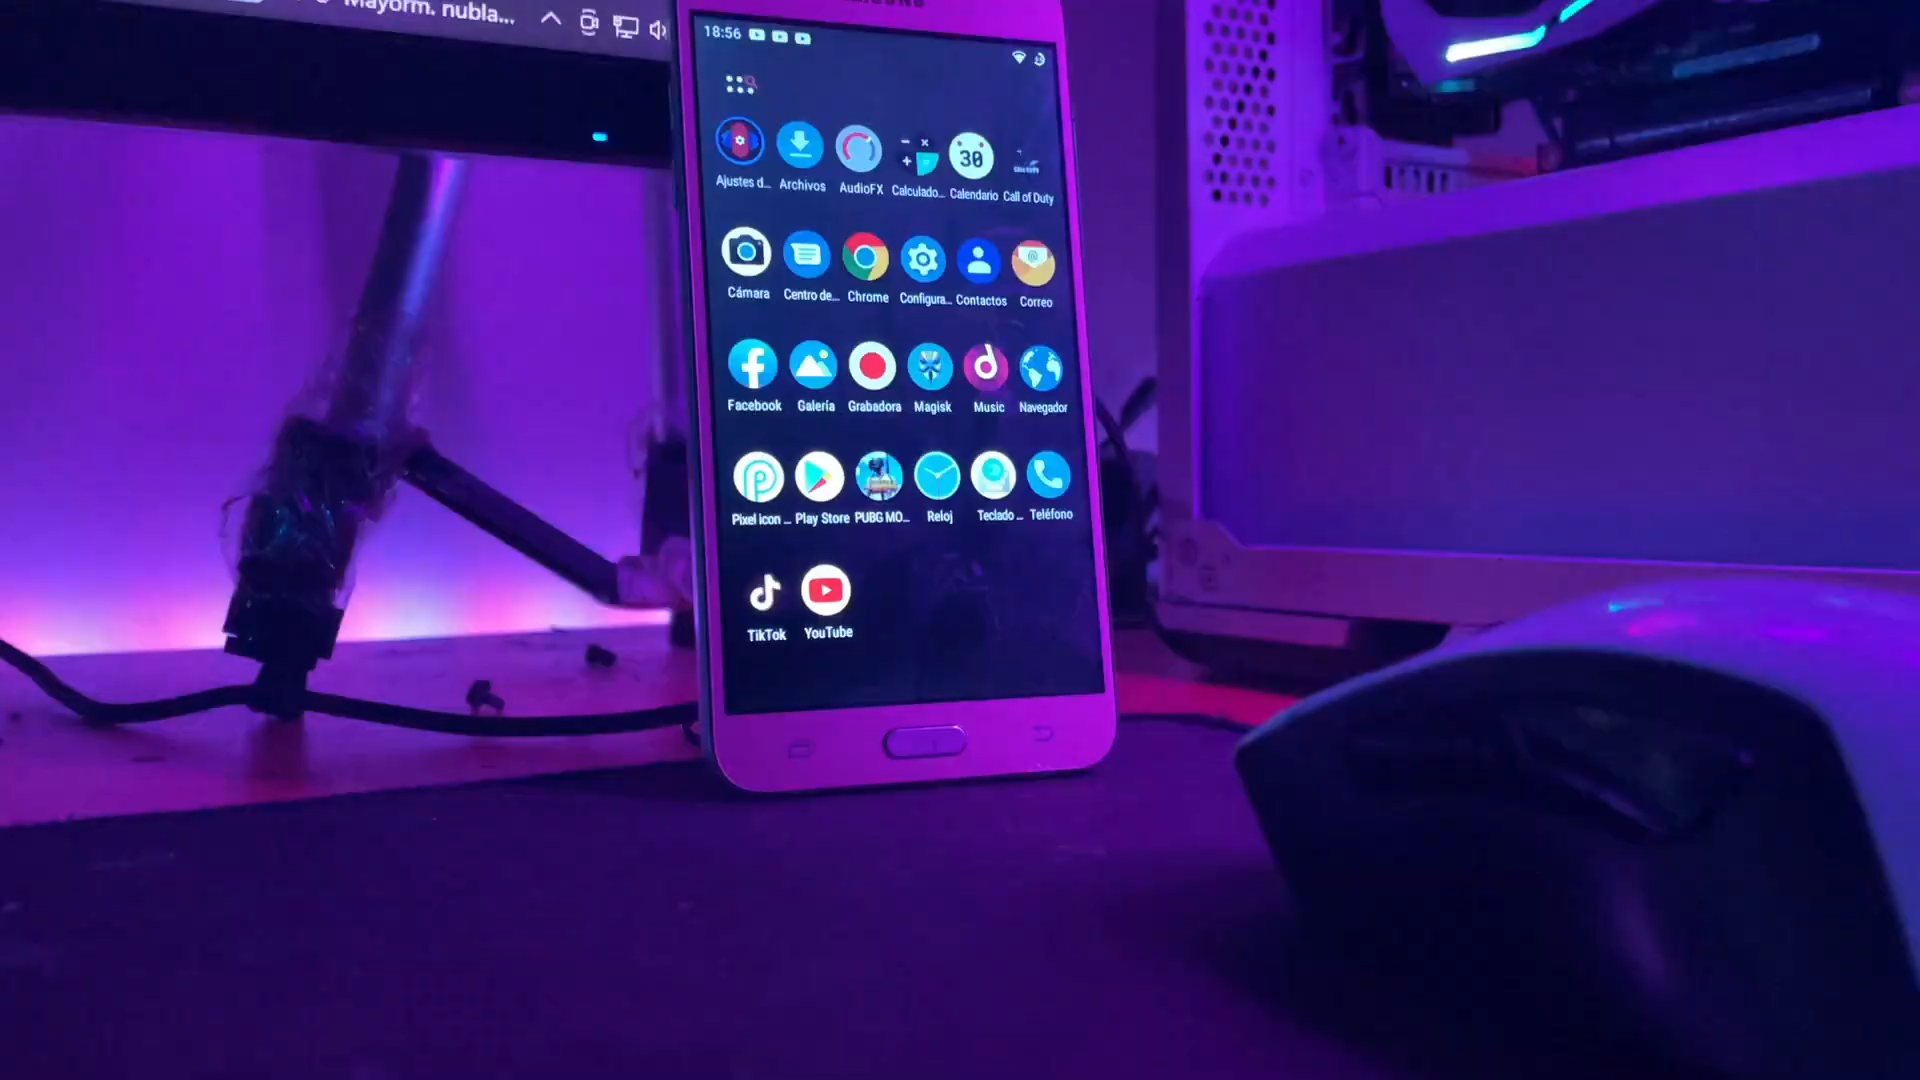 Mayorm. nubla...
18:56
30
Ajustes d... Archivos AudioFX Calculado... Calendario Call of Duty
Cámara Centro de... Chrome Configura... Contactos Correo
Facebook Galería Grabadora Magisk Music Navegador
Pixel icon ... Play Store PUBG MO... Reloj Teclado ... Teléfono
TikTok YouTube